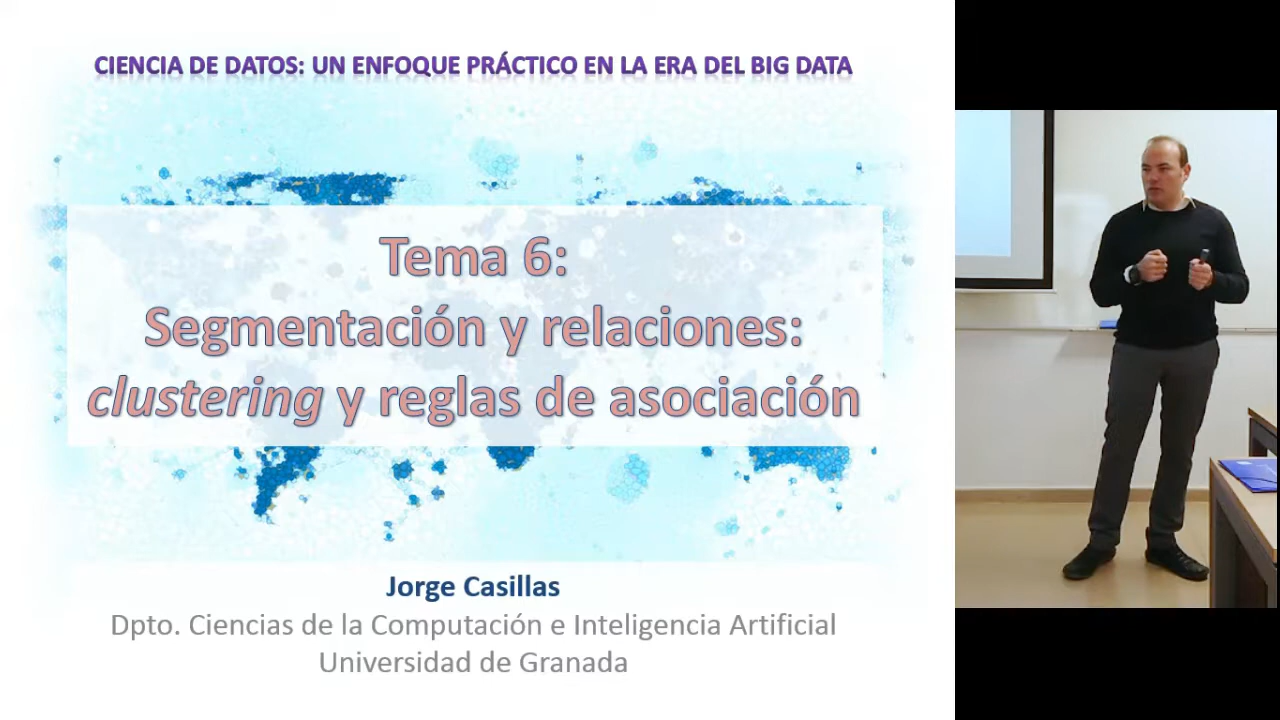 CIENCIA DE DATOS: UN ENFOQUE PRÁCTICO EN LA ERA DEL BIG DATA
Tema 6:
Segmentación y relaciones:
clustering y reglas de asociación
Jorge Casillas
Dpto. Ciencias de la Computación e Inteligencia Artificial
Universidad de Granada